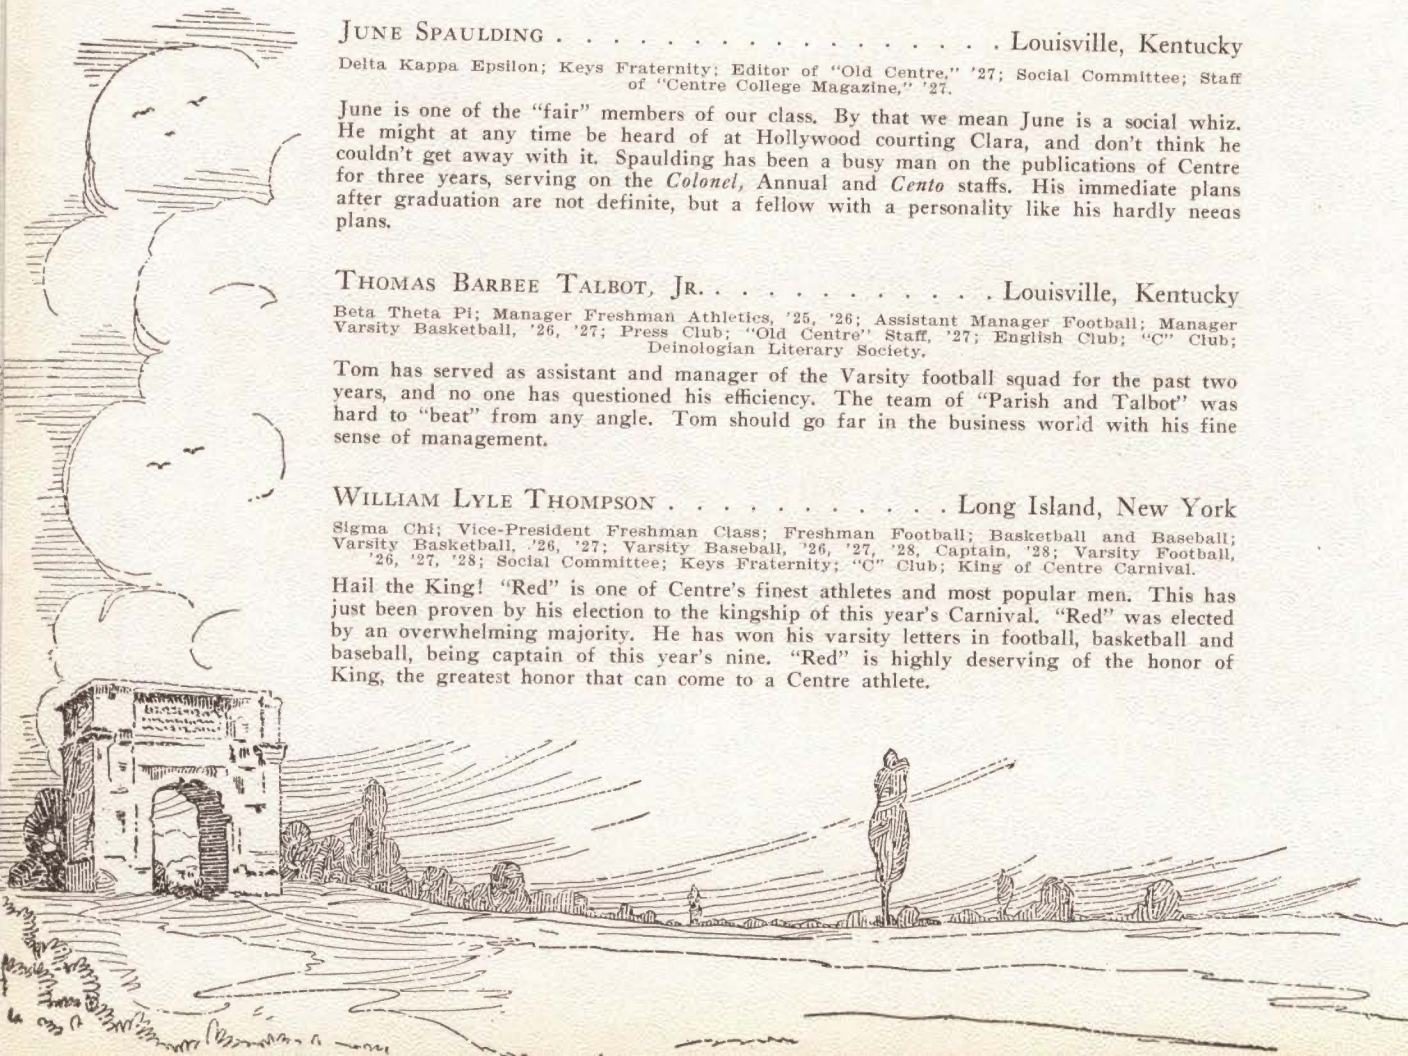 JUNE SPAULDING . . . . . . . . . . . . . . . . . Louisville, Kentucky
Delta Kappa Epsilon; Keys Fraternity; Editor of “Old Centre,” '27; Social Committee; Staff
of “Centre College Magazine,” '27.
June is one of the “fair” members of our class. By that we mean June is a social whiz.
He might at any time be heard of at Hollywood courting Clara, and don't think he
couldn't get away with it. Spaulding has been a busy man on the publications of Centre
for three years, serving on the Colonel, Annual and Cento staffs. His immediate plans
after graduation are not definite, but a fellow with a personality like his hardly needs
plans.
THOMAS BARBEE TALBOT, JR. . . . . . . . . . . . Louisville, Kentucky
Beta Theta Pi; Manager Freshman Athletics, '25, '26; Assistant Manager Football; Manager
Varsity Basketball, '26, '27; Press Club; “Old Centre” Staff, '27; English Club; “C” Club;
Deinologian Literary Society.
Tom has served as assistant and manager of the Varsity football squad for the past two
years, and no one has questioned his efficiency. The team of “Parish and Talbot” was
hard to “beat” from any angle. Tom should go far in the business world with his fine
sense of management.
WILLIAM LYLE THOMPSON . . . . . . . . . . . Long Island, New York
Sigma Chi; Vice-President Freshman Class; Freshman Football; Basketball and Baseball;
Varsity Basketball, '26, '27; Varsity Baseball, '26, '27, '28, Captain, '28; Varsity Football,
'26, '27, '28; Social Committee; Keys Fraternity; “C” Club; King of Centre Carnival.
Hail the King! “Red” is one of Centre's finest athletes and most popular men. This has
just been proven by his election to the kingship of this year's Carnival. “Red” was elected
by an overwhelming majority. He has won his varsity letters in football, basketball and
baseball, being captain of this year's nine. “Red” is highly deserving of the honor of
King, the greatest honor that can come to a Centre athlete.